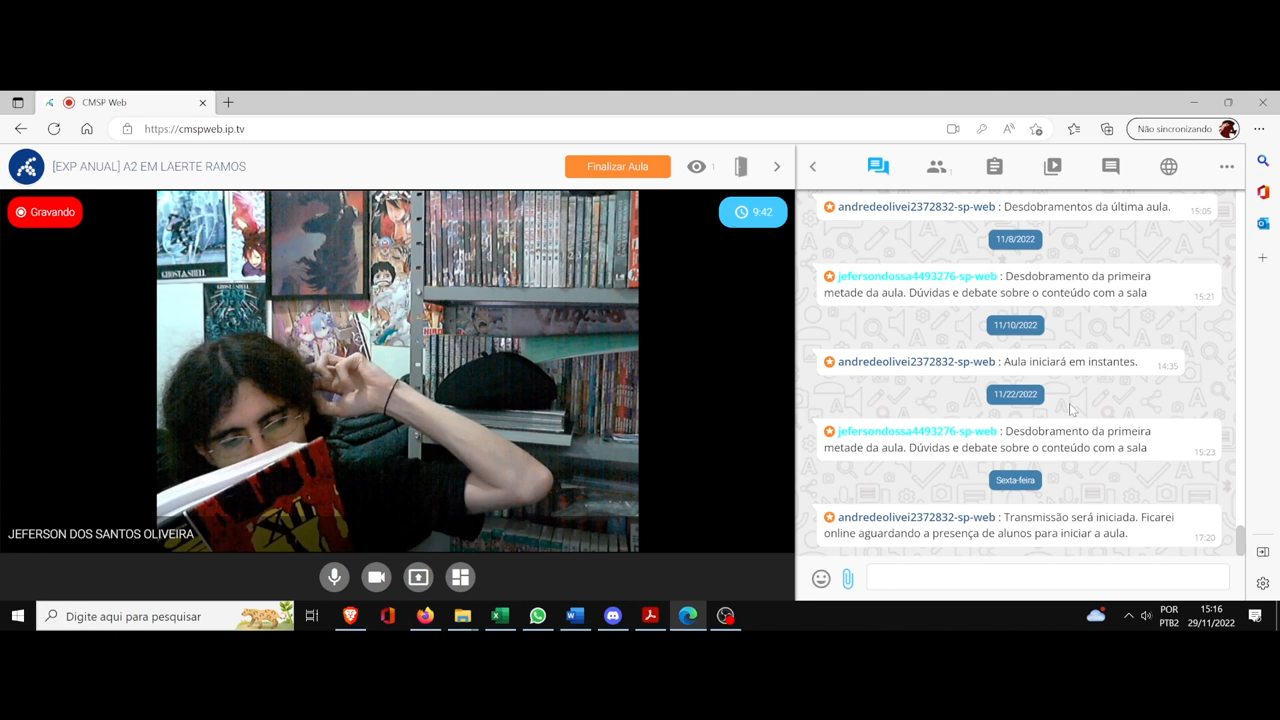 CMSP Web
https://cmspweb.ip.tv
Não sincronizando
[EXP ANUAL] A2 EM LAERTE RAMOS
Finalizar Aula
1
Gravando
9:42
GHOST IN THE SHELL
JEFERSON DOS SANTOS OLIVEIRA
andredeolivei2372832-sp-web : Desdobramentos da última aula.
15:05
11/8/2022
jefersondossa4493276-sp-web : Desdobramento da primeira
metade da aula. Dúvidas e debate sobre o conteúdo com a sala
15:21
11/10/2022
andredeolivei2372832-sp-web : Aula iniciará em instantes.
14:35
11/22/2022
jefersondossa4493276-sp-web : Desdobramento da primeira
metade da aula. Dúvidas e debate sobre o conteúdo com a sala
15:23
Sexta-feira
andredeolivei2372832-sp-web : Transmissão será iniciada. Ficarei
online aguardando a presença de alunos para iniciar a aula.
17:20
Digite aqui para pesquisar
POR
PTB2
15:16
29/11/2022